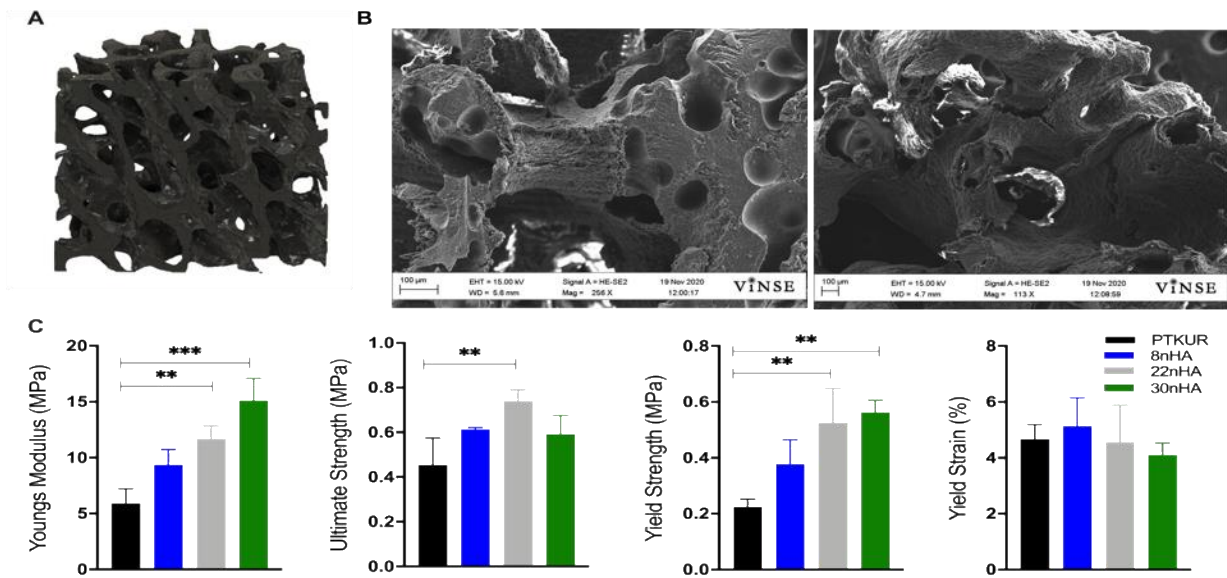 A
B
100 µm
EHT = 15.00 kV
Signal A = HE-SE2
19 Nov 2020
WD = 5.6 mm
Mag = 256 X
12:00:17
VINSE
100 µm
EHT = 15.00 kV
Signal A = HE-SE2
19 Nov 2020
WD = 4.7 mm
Mag = 113 X
12:08:59
VINSE
C
Youngs Modulus (MPa)
20
15
10
5
0
***
**
Ultimate Strength (MPa)
1.0
0.8
0.6
0.4
0.2
0.0
**
Yield Strength (MPa)
0.8
0.6
0.4
0.2
0.0
**
**
Yield Strain (%)
8
6
4
2
0
PTKUR
8nHA
22nHA
30nHA